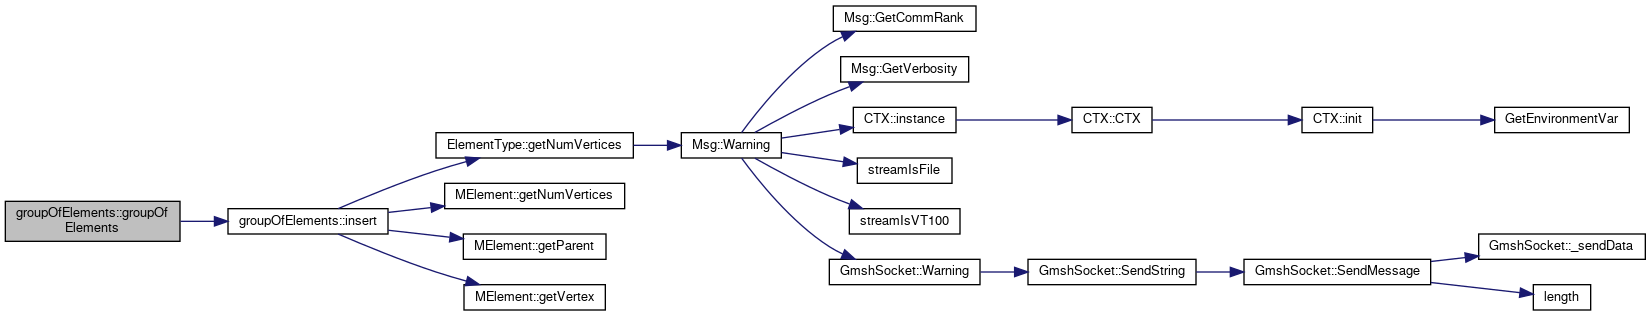 groupOfElements::groupOf
Elements
groupOfElements::insert
ElementType::getNumVertices
MElement::getNumVertices
MElement::getParent
MElement::getVertex
Msg::Warning
Msg::GetCommRank
Msg::GetVerbosity
CTX::instance
streamIsFile
streamIsVT100
GmshSocket::Warning
CTX::CTX
CTX::init
GetEnvironmentVar
GmshSocket::SendString
GmshSocket::SendMessage
GmshSocket::_sendData
length